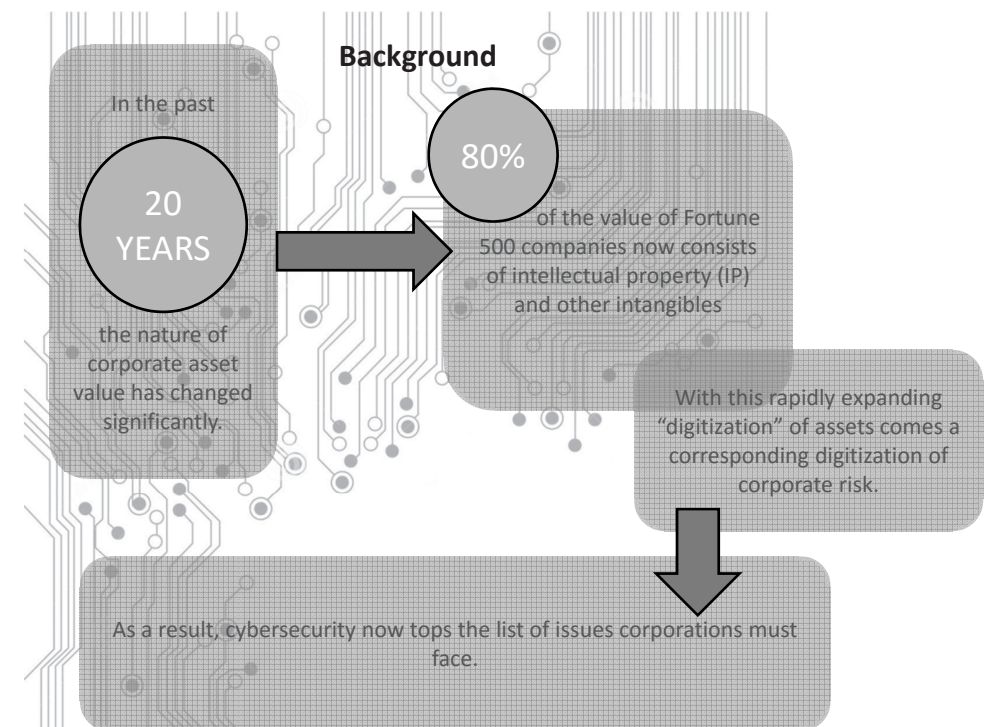 Background
In the past
20
YEARS
the nature of
corporate asset
value has changed
significantly.
80%
of the value of Fortune
500 companies now consists
of intellectual property (IP)
and other intangibles
With this rapidly expanding
“digitization” of assets comes a
corresponding digitization of
corporate risk.
As a result, cybersecurity now tops the list of issues corporations must
face.